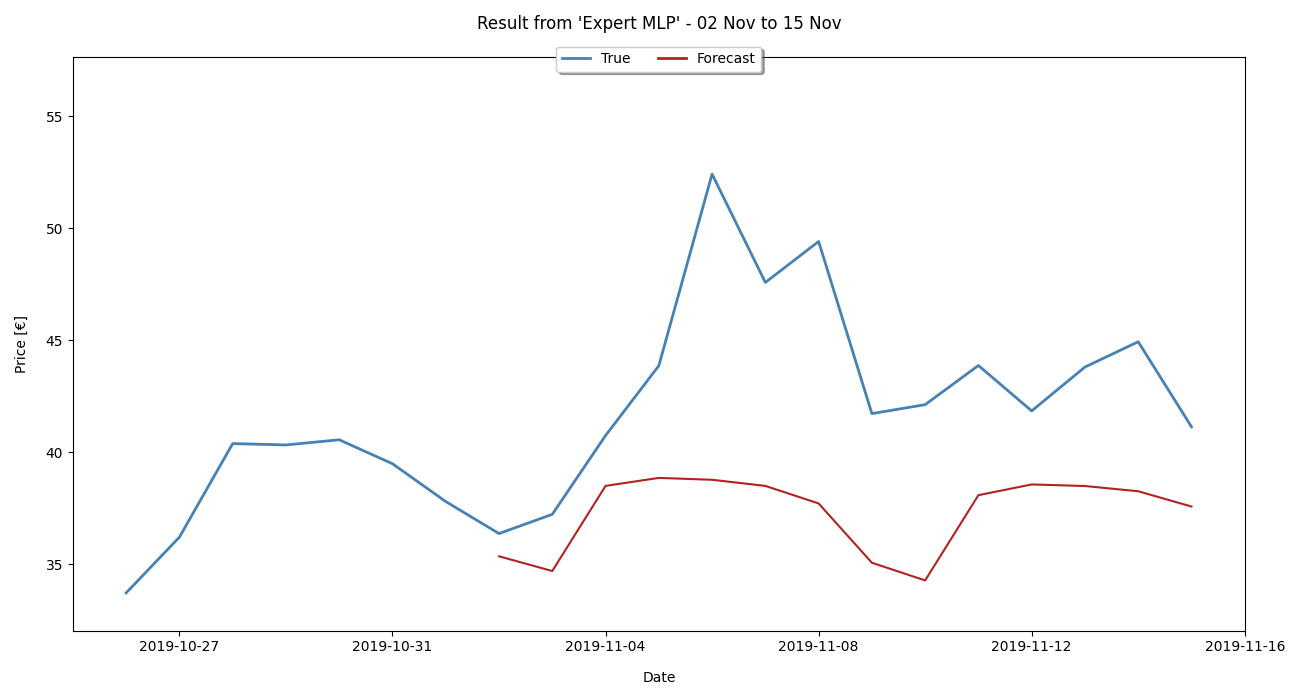 Result from 'Expert MLP' - 02 Nov to 15 Nov
True Forecast
55
50
45
40
35
Price [€]
2019-10-27 2019-10-31 2019-11-04 2019-11-08 2019-11-12 2019-11-16
Date